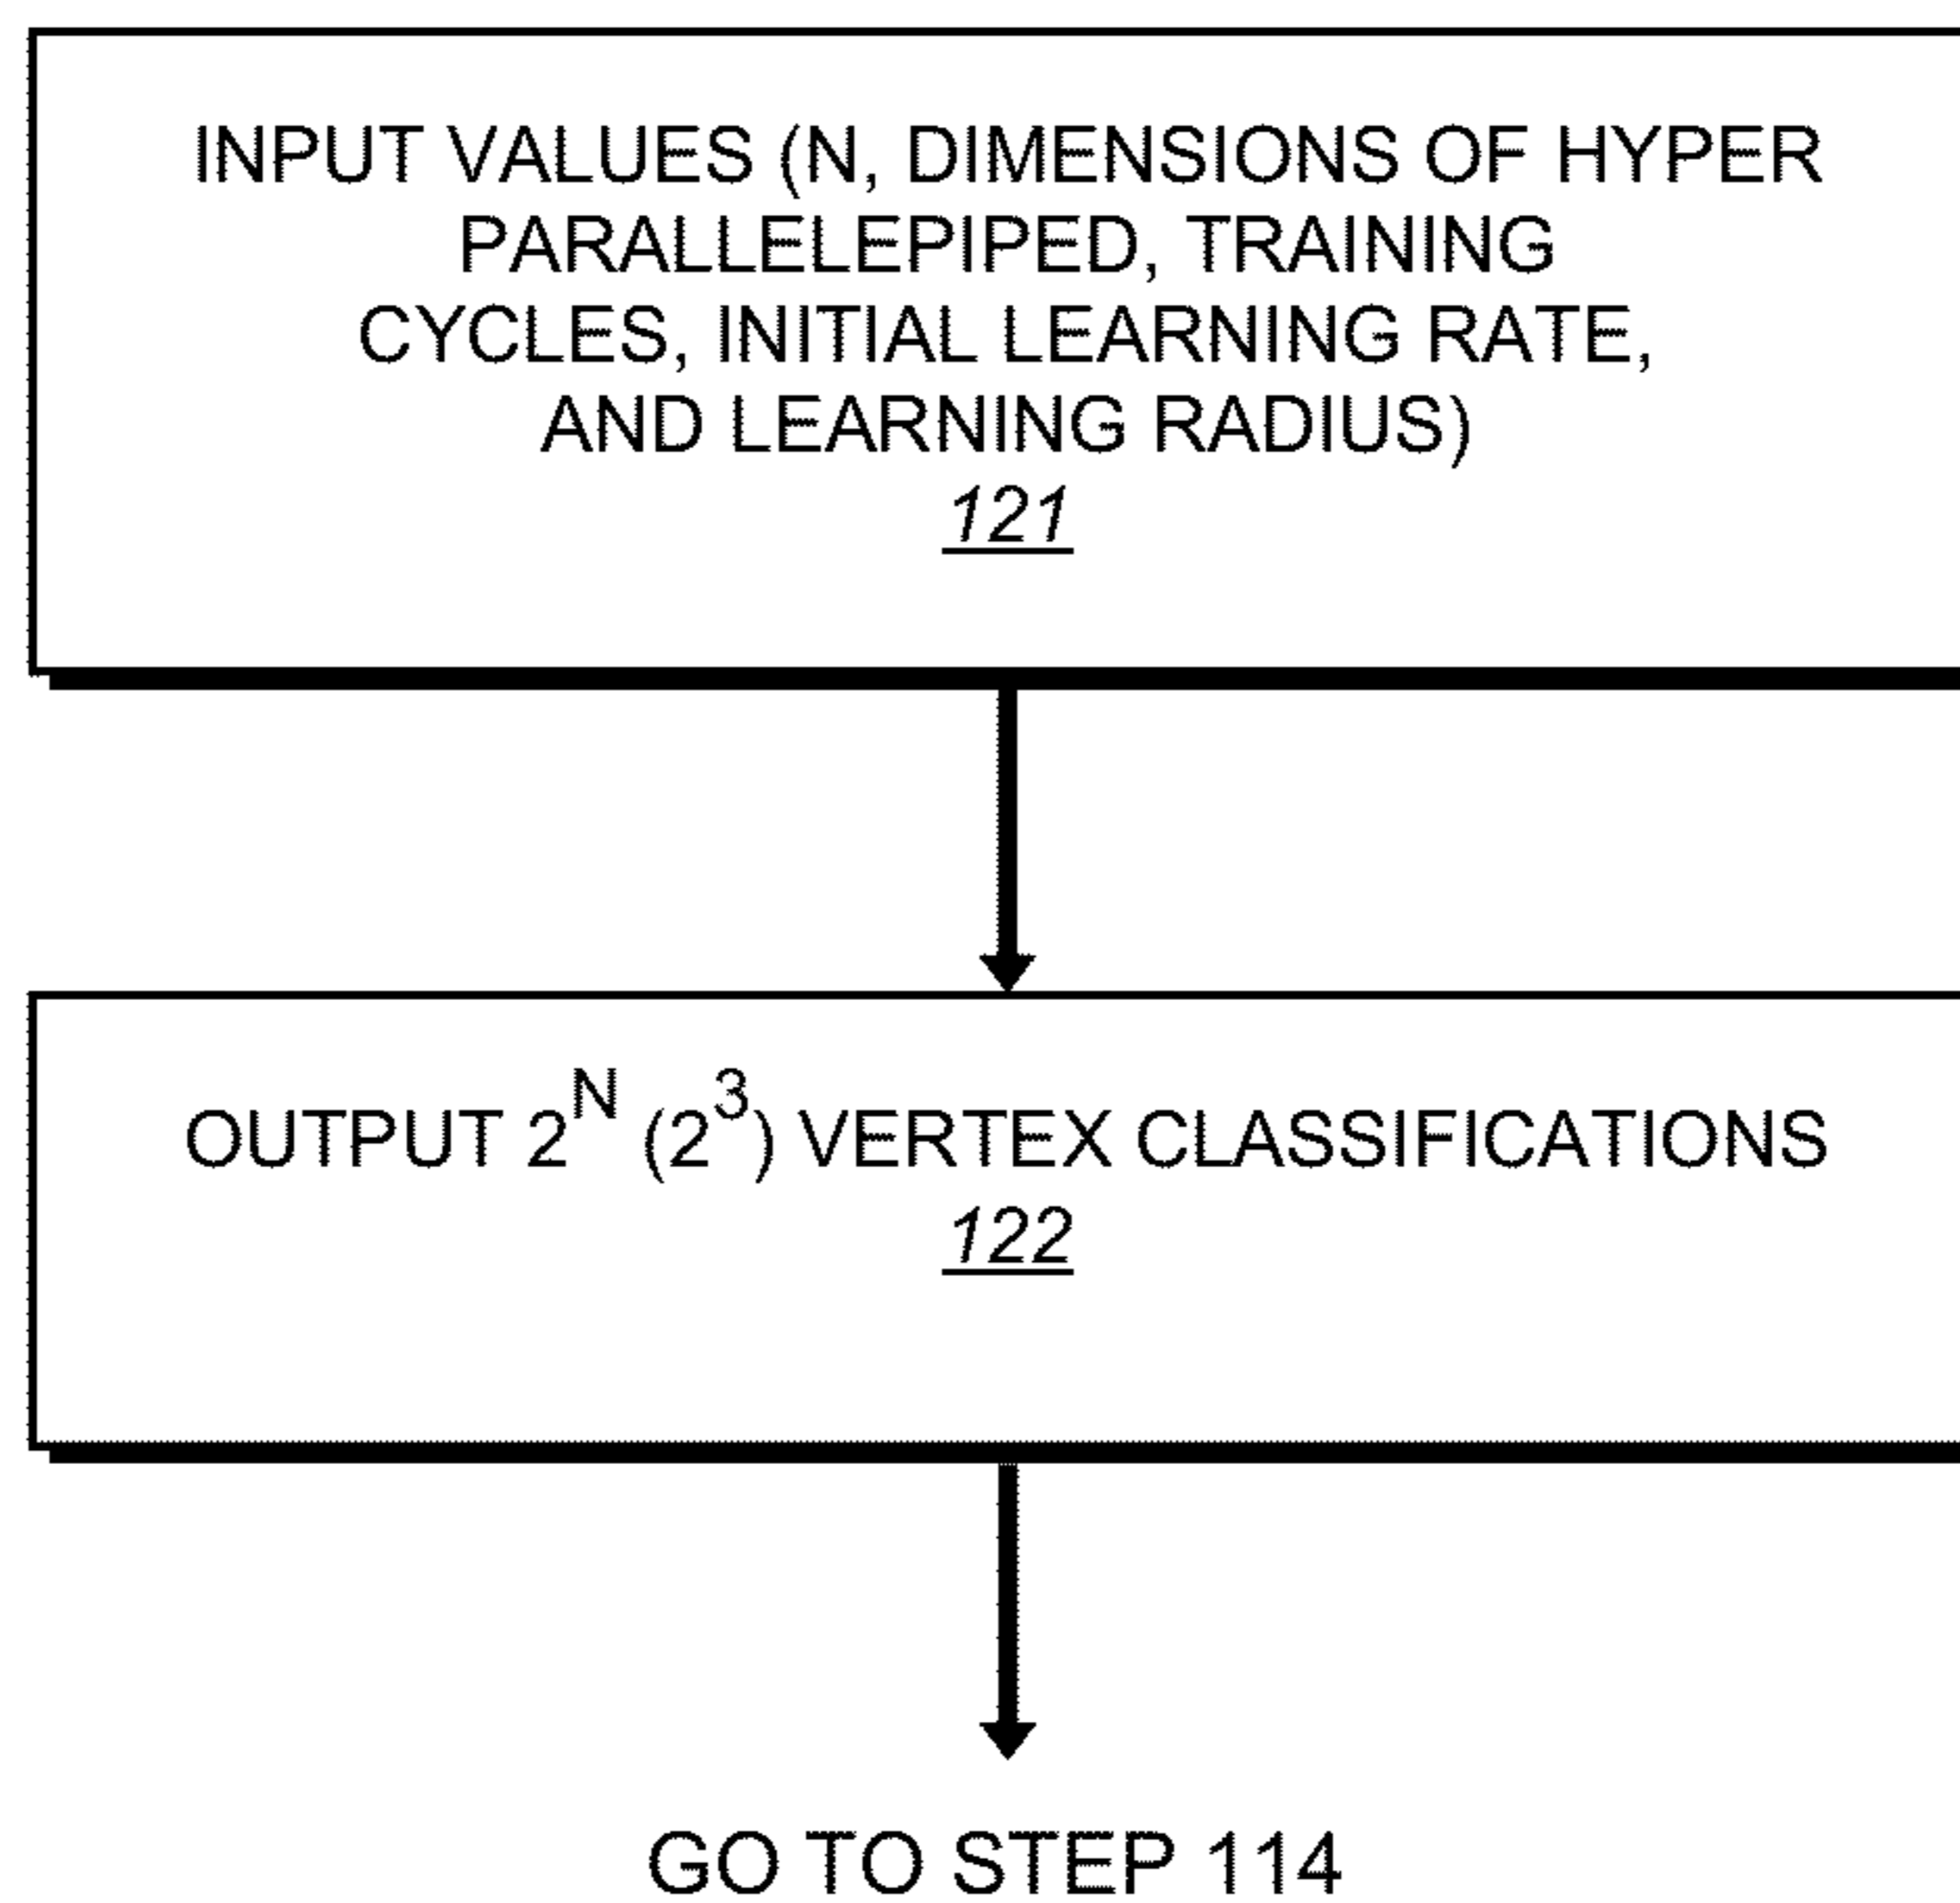 INPUT VALUES (N, DIMENSIONS OF HYPER
PARALLELEPIPED, TRAINING
CYCLES, INITIAL LEARNING RATE,
AND LEARNING RADIUS)
121
OUTPUT 2^N (2^3) VERTEX CLASSIFICATIONS
122
GO TO STEP 114